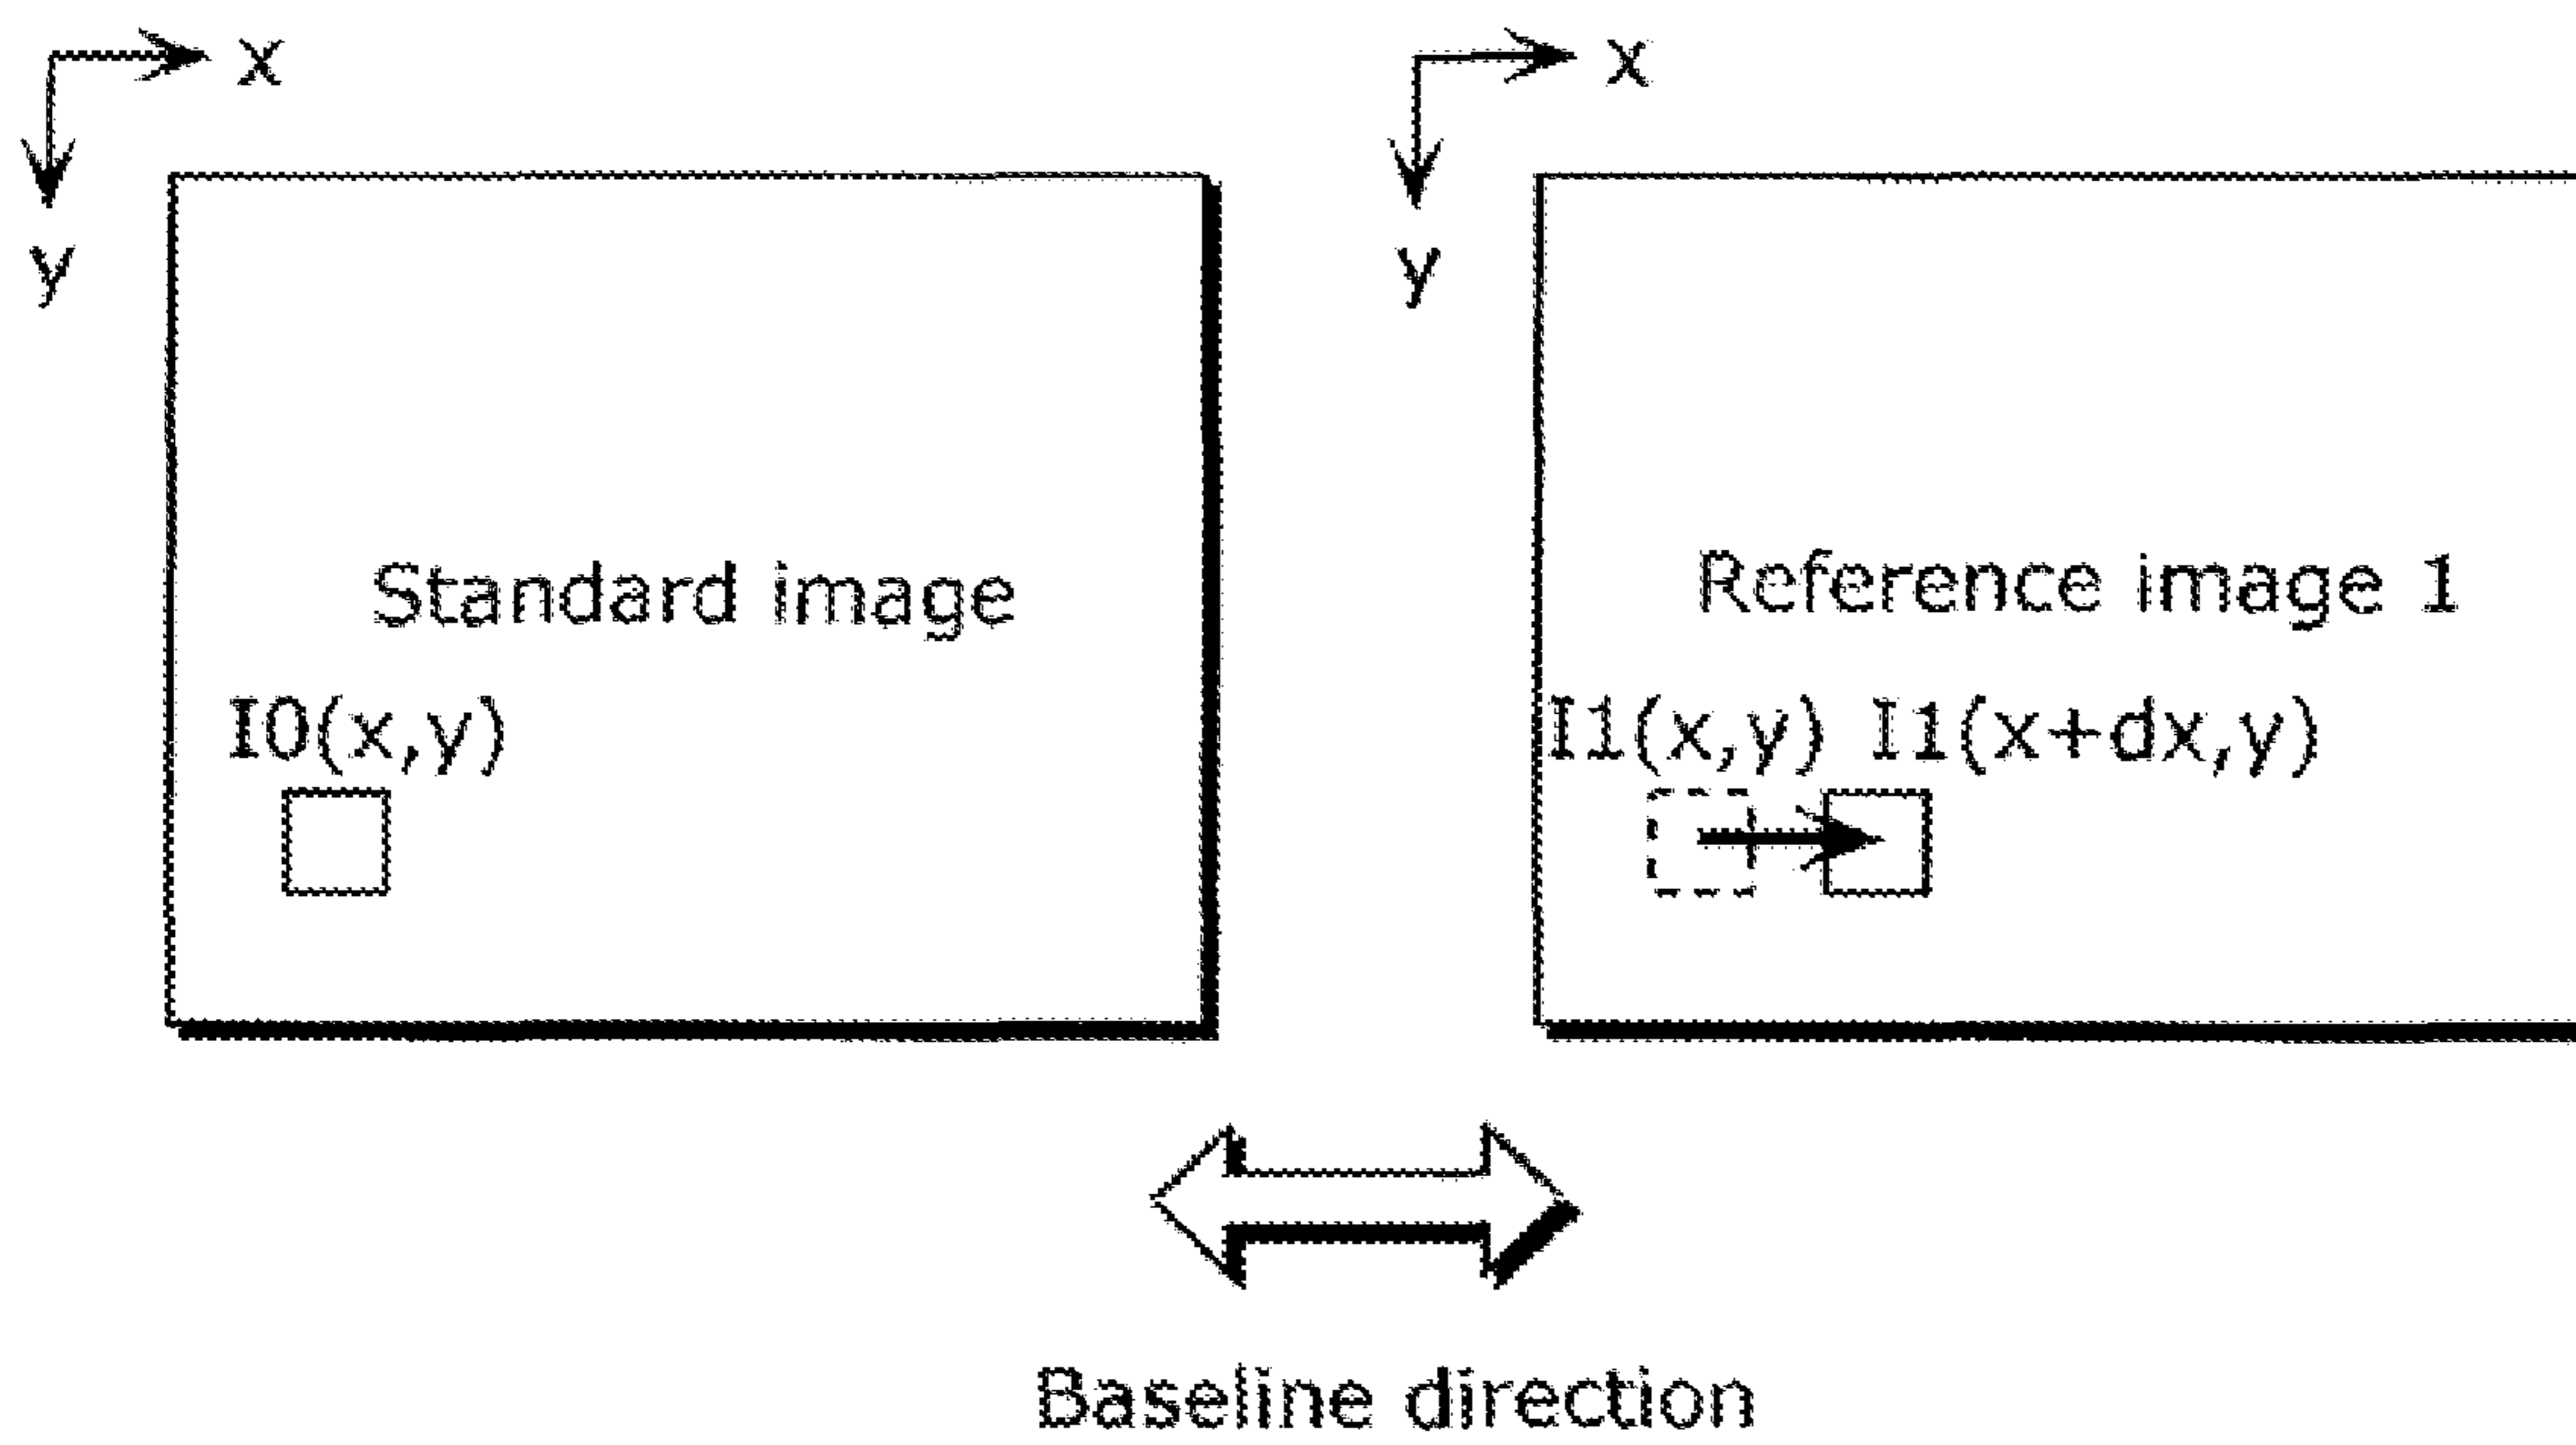 x
x
y
y
Standard image
Reference image 1
I0(x,y)
I1(x,y) I1(x+dx,y)
Baseline direction